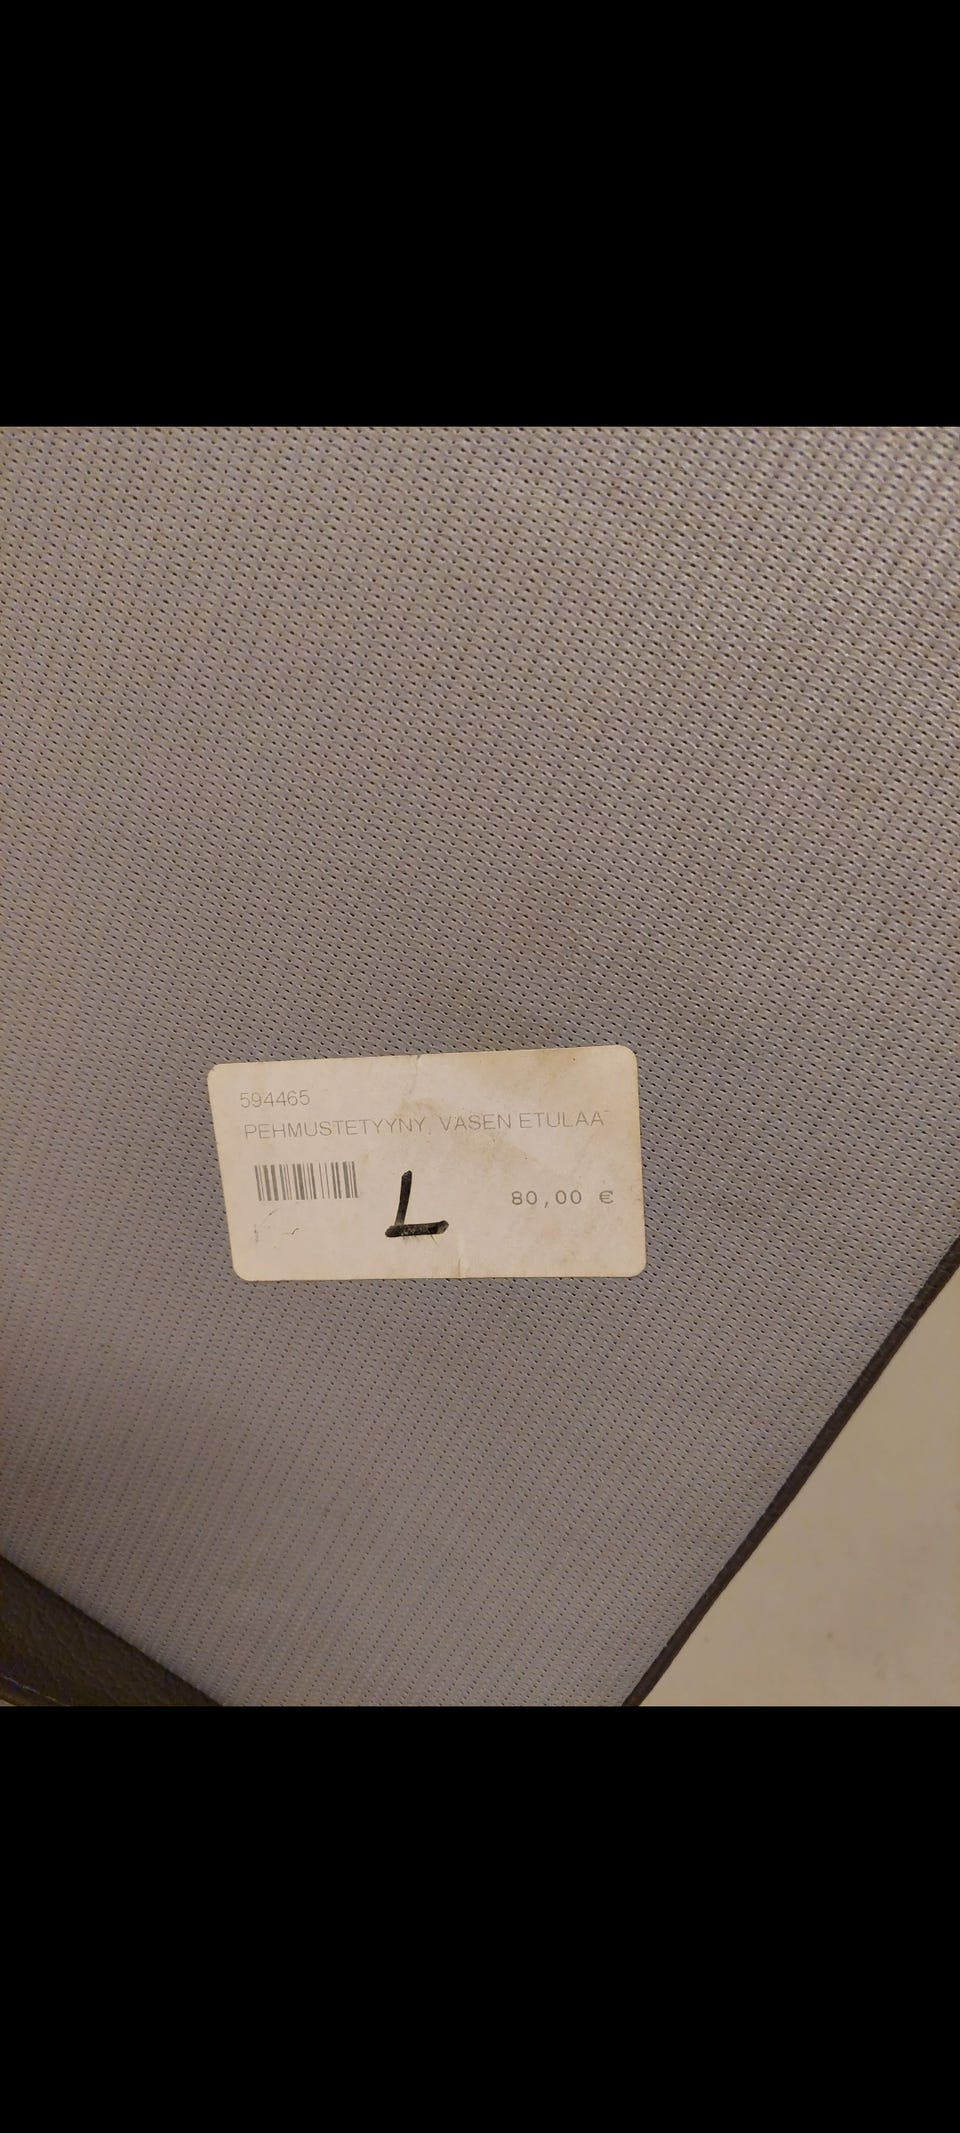 594465
PEHMUSTETYYNY, VASEN ETULAA
80,00 €
L